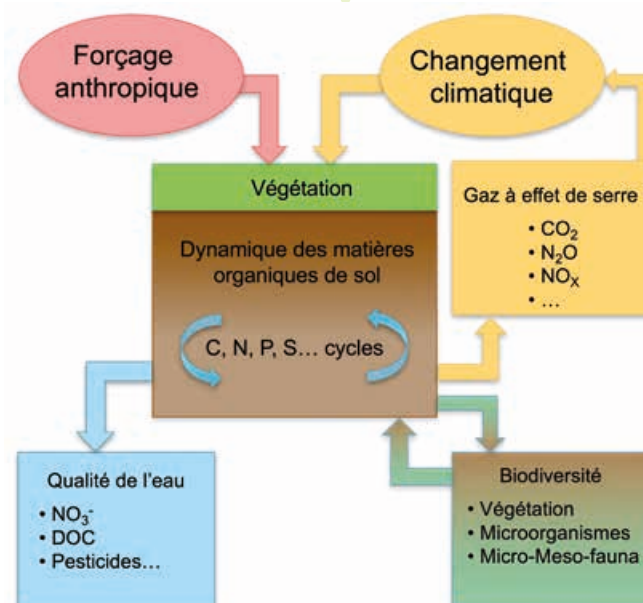 Forçage
anthropique
Changement
climatique
Végétation
Dynamique des matières
organiques de sol
C, N, P, S... cycles
Gaz à effet de serre
• CO₂
• N₂O
• NOₓ
• ...
Qualité de l'eau
• NO₃⁻
• DOC
• Pesticides...
Biodiversité
• Végétation
• Microorganismes
• Micro-Meso-fauna